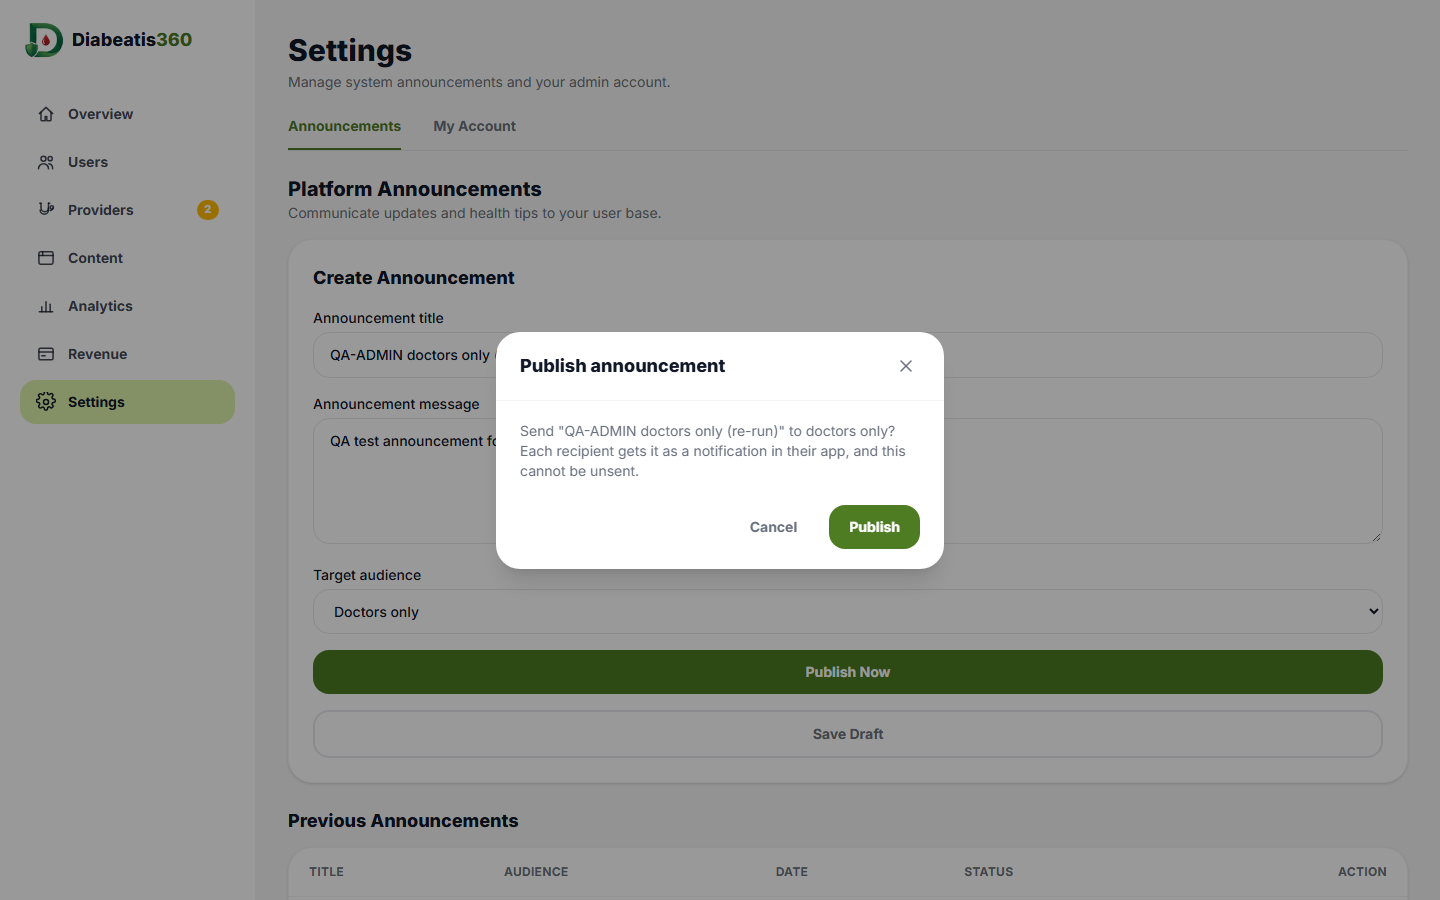 Diabeatis360
Overview
Users
Providers
2
Content
Analytics
Revenue
Settings
Settings
Manage system announcements and your admin account.
Announcements
My Account
Platform Announcements
Communicate updates and health tips to your user base.
Create Announcement
Announcement title
QA-ADMIN doctors only
Announcement message
QA test announcement
Publish announcement
Send "QA-ADMIN doctors only (re-run)" to doctors only?
Each recipient gets it as a notification in their app, and this
cannot be unsent.
Cancel
Publish
Target audience
Doctors only
Publish Now
Save Draft
Previous Announcements
TITLE
AUDIENCE
DATE
STATUS
ACTION